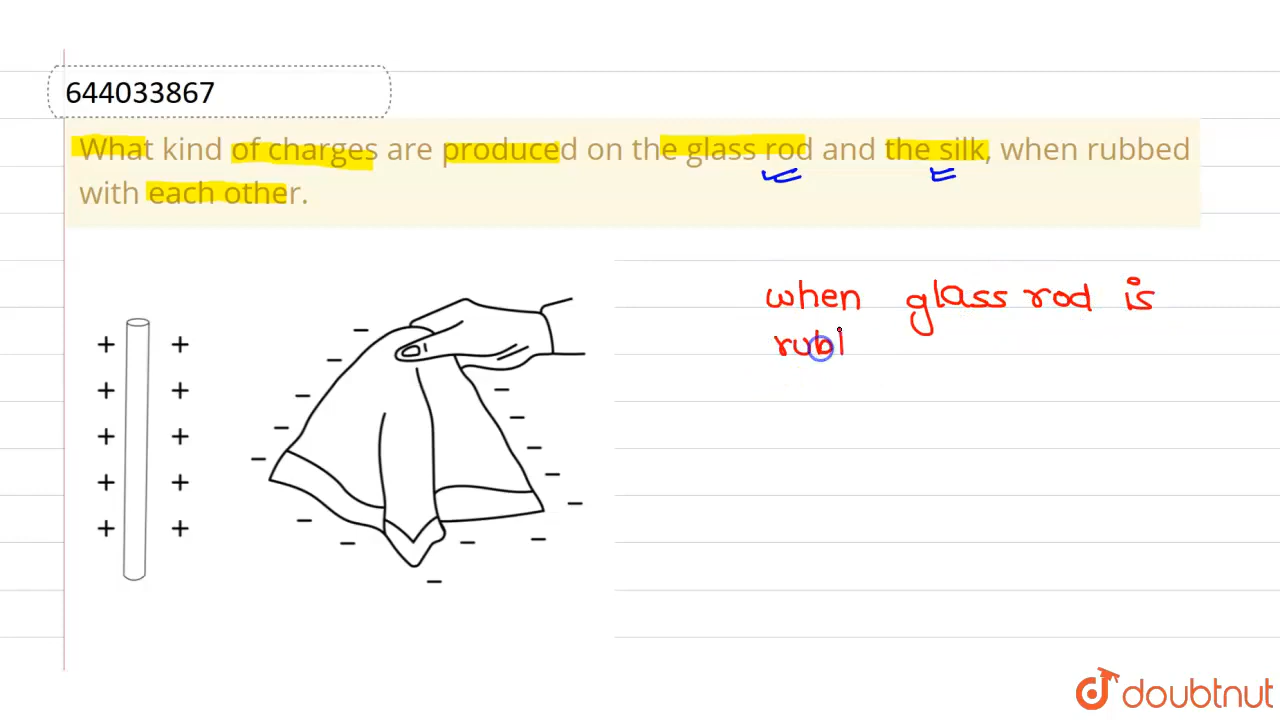 644033867
What kind of charges are produced on the glass rod and the silk, when rubbed
with each other.
when glass rod is
rubl
+ +
+ +
+ +
+ +
+ +
doubtnut